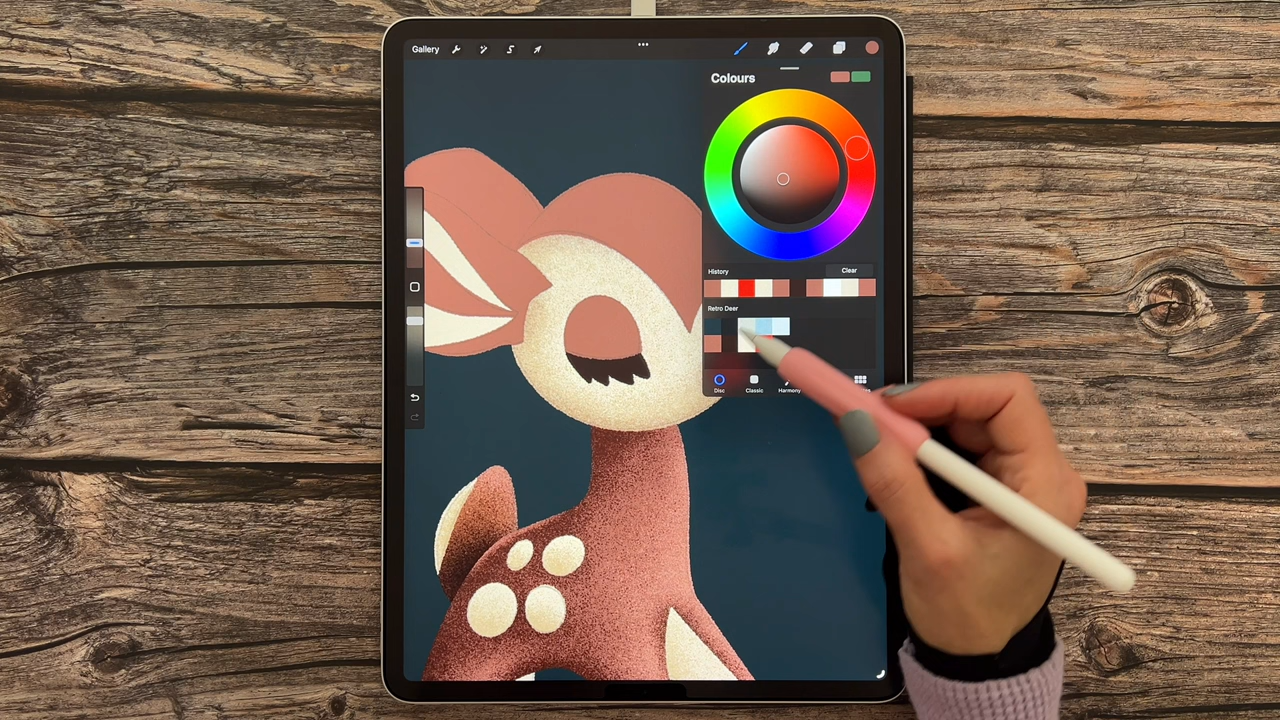 Gallery
Colours
History
Clear
Retro Deer
Disc
Classic
Harmony